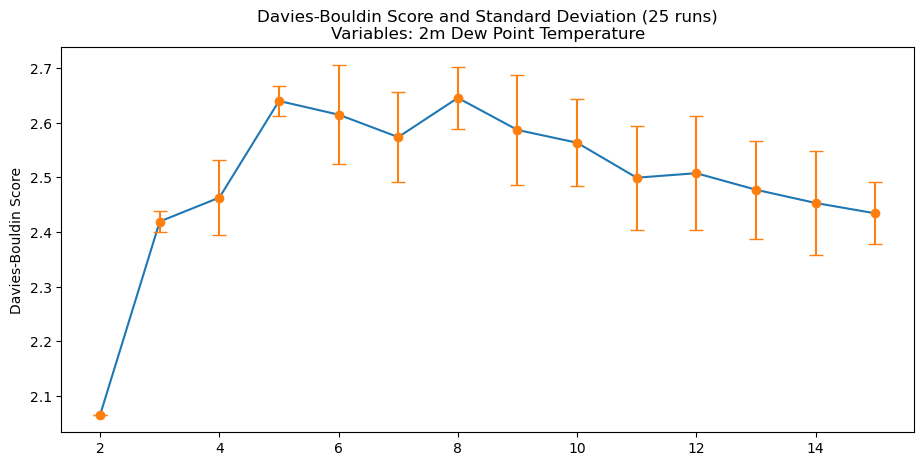 Davies-Bouldin Score and Standard Deviation (25 runs)
Variables: 2m Dew Point Temperature
Davies-Bouldin Score
2.7
2.6
2.5
2.4
2.3
2.2
2.1
2 4 6 8 10 12 14